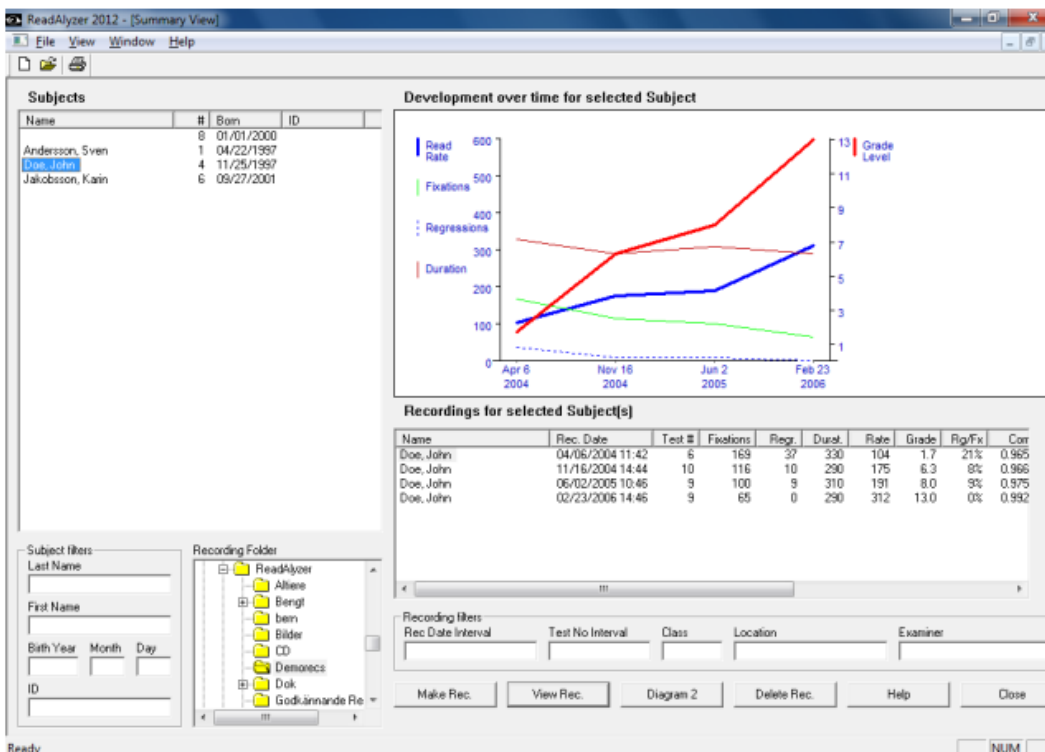 ReadAlyzer 2012 - [Summary View]
File View Window Help
Subjects
Name # Born ID
8 01/01/2000
Andersson, Sven 1 04/22/1997
Doe, John 4 11/25/1997
Jakobsson, Karin 6 09/27/2001
Development over time for selected Subject
Read Rate
Fixations
Regressions
Duration
600
500
400
300
200
100
0
13
11
9
7
5
3
1
Grade Level
Apr 6 2004
Nov 16 2004
Jun 2 2005
Feb 23 2006
Recordings for selected Subject(s)
Name Rec. Date Test # Fixations Regr. Durat. Rate Grade Rg/Fx Corr
Doe, John 04/06/2004 11:42 6 169 37 330 104 1.7 21% 0.965
Doe, John 11/16/2004 14:44 10 116 10 290 175 6.3 8% 0.966
Doe, John 06/02/2005 10:46 9 100 9 310 191 8.0 9% 0.975
Doe, John 02/23/2006 14:46 9 65 0 290 312 13.0 0% 0.992
Subject filters
Last Name
First Name
Birth Year Month Day
ID
Recording Folder
ReadAlyzer
Altiere
Bengt
bern
Bilder
CD
Demorecs
Dok
Godkännande Re
Recording filters
Rec Date Interval Test No Interval Class Location Examiner
Make Rec. View Rec. Diagram 2 Delete Rec. Help Close
Ready NUM